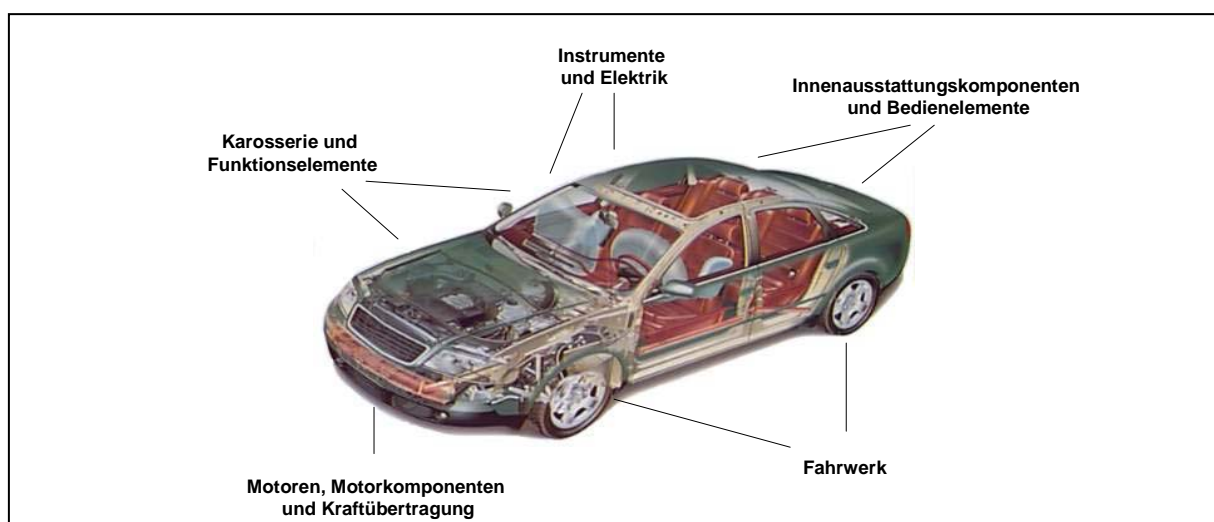 Instrumente
und Elektrik
Innenausstattungskomponenten
und Bedienelemente
Karosserie und
Funktionselemente
Fahrwerk
Motoren, Motorkomponenten
und Kraftübertragung